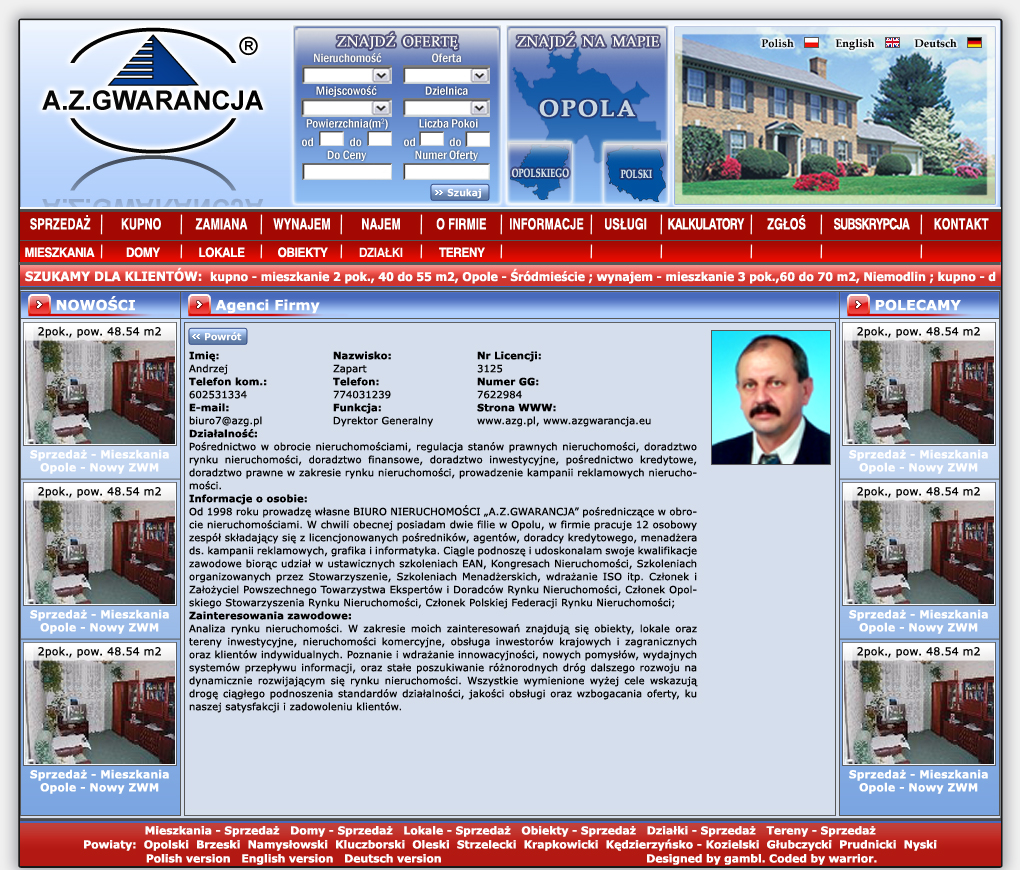 A.Z.GWARANCJA ®
ZNAJDŹ OFERTĘ
Nieruchomość Oferta
Miejscowość Dzielnica
Powierzchnia(m²) Liczba Pokoi
od do od do
Do Ceny Numer Oferty
>> Szukaj
ZNAJDŹ NA MAPIE
OPOLA
OPOLSKIEGO POLSKI
Polish English Deutsch
SPRZEDAŻ KUPNO ZAMIANA WYNAJEM NAJEM O FIRMIE INFORMACJE USŁUGI KALKULATORY ZGŁOŚ SUBSKRYPCJA KONTAKT
MIESZKANIA DOMY LOKALE OBIEKTY DZIAŁKI TERENY
SZUKAMY DLA KLIENTÓW: kupno - mieszkanie 2 pok., 40 do 55 m2, Opole - Śródmieście ; wynajem - mieszkanie 3 pok.,60 do 70 m2, Niemodlin ; kupno - d
NOWOŚCI
2pok., pow. 48.54 m2
Sprzedaż - Mieszkania
Opole - Nowy ZWM
2pok., pow. 48.54 m2
Sprzedaż - Mieszkania
Opole - Nowy ZWM
2pok., pow. 48.54 m2
Sprzedaż - Mieszkania
Opole - Nowy ZWM
Agenci Firmy
<< Powrót
Imię: Nazwisko: Nr Licencji:
Andrzej Zapart 3125
Telefon kom.: Telefon: Numer GG:
602531334 774031239 7622984
E-mail: Funkcja: Strona WWW:
biuro7@azg.pl Dyrektor Generalny www.azg.pl, www.azgwarancja.eu
Działalność:
Pośrednictwo w obrocie nieruchomościami, regulacja stanów prawnych nieruchomości, doradztwo
rynku nieruchomości, doradztwo finansowe, doradztwo inwestycyjne, pośrednictwo kredytowe,
doradztwo prawne w zakresie rynku nieruchomości, prowadzenie kampanii reklamowych nierucho-
mości.
Informacje o osobie:
Od 1998 roku prowadzę własne BIURO NIERUCHOMOŚCI „A.Z.GWARANCJA” pośredniczące w obro-
cie nieruchomościami. W chwili obecnej posiadam dwie filie w Opolu, w firmie pracuje 12 osobowy
zespół składający się z licencjonowanych pośredników, agentów, doradcy kredytowego, menadżera
ds. kampanii reklamowych, grafika i informatyka. Ciągle podnoszę i udoskonalam swoje kwalifikacje
zawodowe biorąc udział w ustawicznych szkoleniach EAN, Kongresach Nieruchomości, Szkoleniach
organizowanych przez Stowarzyszenie, Szkoleniach Menadżerskich, wdrażanie ISO itp. Członek i
Założyciel Powszechnego Towarzystwa Ekspertów i Doradców Rynku Nieruchomości, Członek Opol-
skiego Stowarzyszenia Rynku Nieruchomości, Członek Polskiej Federacji Rynku Nieruchomości;
Zainteresowania zawodowe:
Analiza rynku nieruchomości. W zakresie moich zainteresowań znajdują się obiekty, lokale oraz
tereny inwestycyjne, nieruchomości komercyjne, obsługa inwestorów krajowych i zagranicznych
oraz klientów indywidualnych. Poznanie i wdrażanie innowacyjności, nowych pomysłów, wydajnych
systemów przepływu informacji, oraz stałe poszukiwanie różnorodnych dróg dalszego rozwoju na
dynamicznie rozwijającym się rynku nieruchomości. Wszystkie wymienione wyżej cele wskazują
drogę ciągłego podnoszenia standardów działalności, jakości obsługi oraz wzbogacania oferty, ku
naszej satysfakcji i zadowoleniu klientów.
POLECAMY
2pok., pow. 48.54 m2
Sprzedaż - Mieszkania
Opole - Nowy ZWM
2pok., pow. 48.54 m2
Sprzedaż - Mieszkania
Opole - Nowy ZWM
2pok., pow. 48.54 m2
Sprzedaż - Mieszkania
Opole - Nowy ZWM
Mieszkania - Sprzedaż Domy - Sprzedaż Lokale - Sprzedaż Obiekty - Sprzedaż Działki - Sprzedaż Tereny - Sprzedaż
Powiaty: Opolski Brzeski Namysłowski Kluczborski Oleski Strzelecki Krapkowicki Kędzierzyńsko - Kozielski Głubczycki Prudnicki Nyski
Polish version English version Deutsch version Designed by gambl. Coded by warrior.